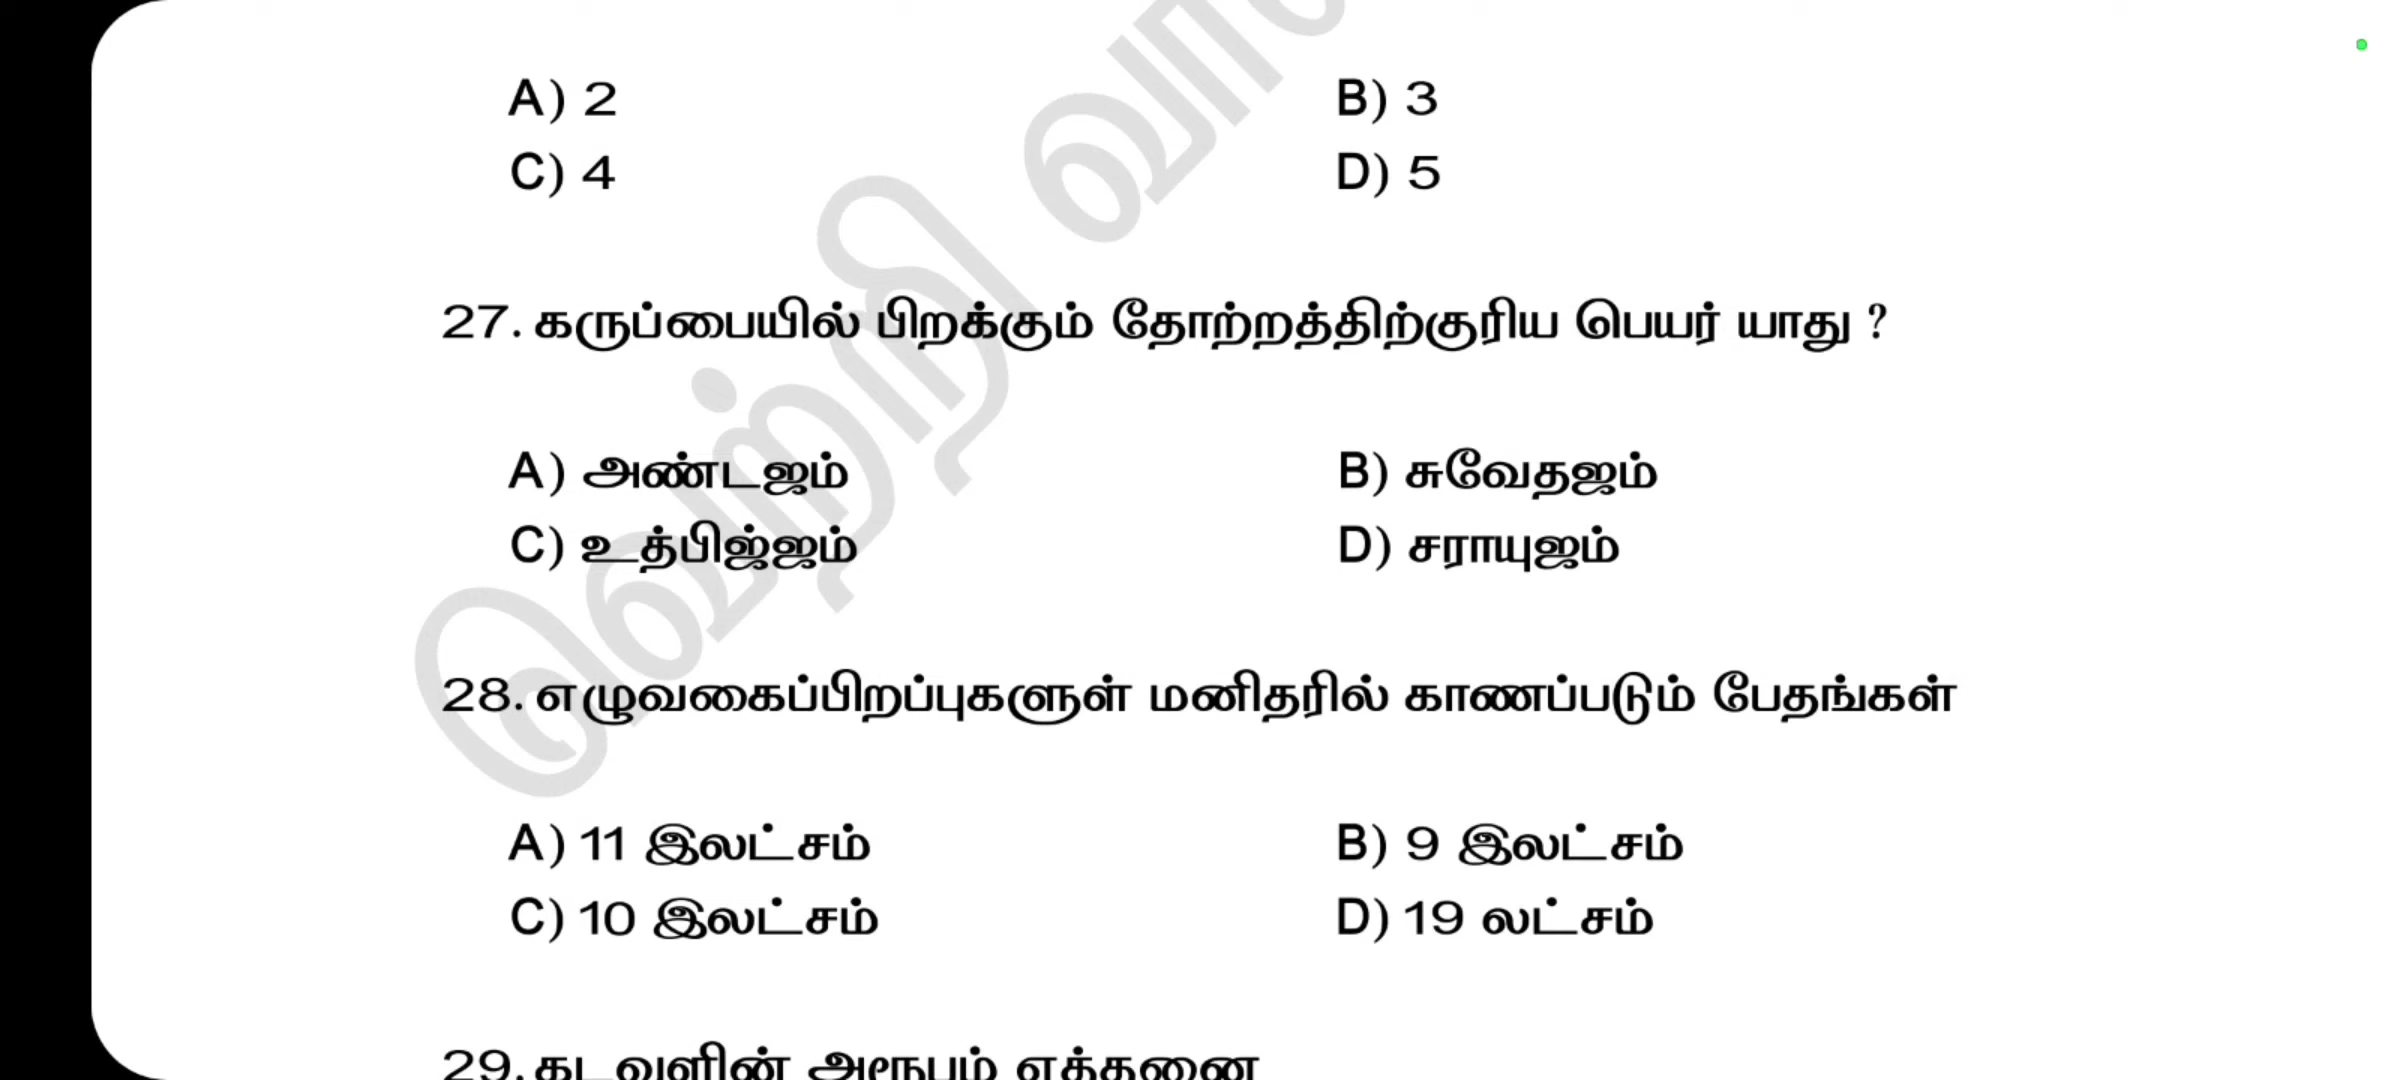 A) 2 B) 3
C) 4 D) 5
27. கருப்பையில் பிறக்கும் தோற்றத்திற்குரிய பெயர் யாது ?
A) அண்டஜம் B) சுவேதஜம்
C) உத்பிஜ்ஜம் D) சராயுஜம்
28. எழுவகைப்பிறப்புகளுள் மனிதரில் காணப்படும் பேதங்கள்
A) 11 இலட்சம் B) 9 இலட்சம்
C) 10 இலட்சம் D) 19 லட்சம்
29. கடவுளின் அரூபம் எத்தனை
வெற்றி